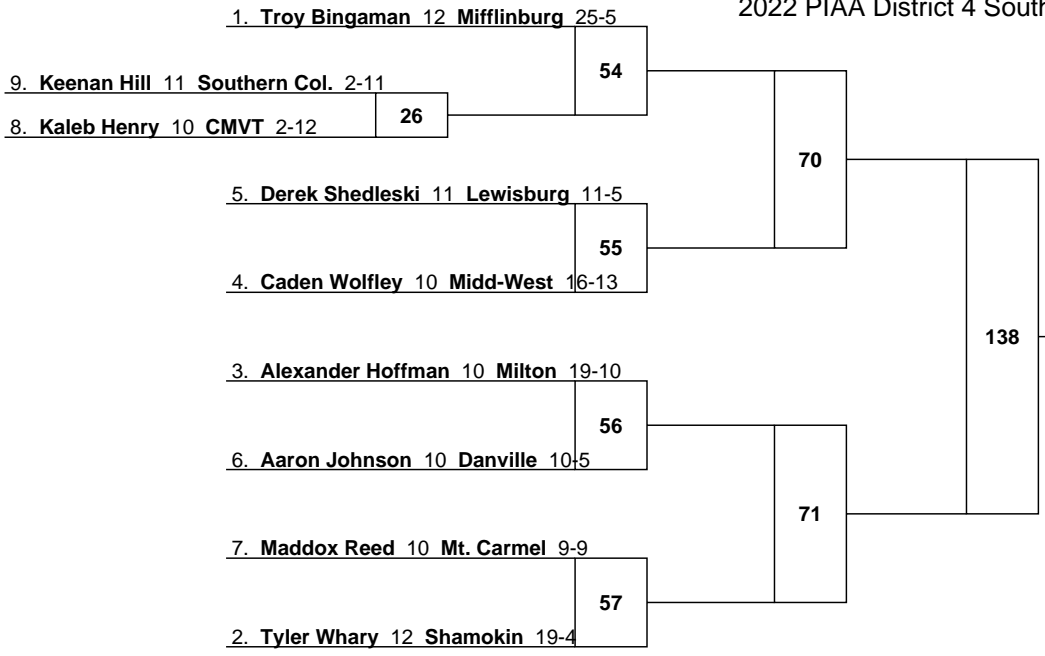 2022 PIAA District 4 South
1. Troy Bingaman 12 Mifflinburg 25-5
54
9. Keenan Hill 11 Southern Col. 2-11
26
8. Kaleb Henry 10 CMVT 2-12
70
5. Derek Shedleski 11 Lewisburg 11-5
55
4. Caden Wolfley 10 Midd-West 16-13
138
3. Alexander Hoffman 10 Milton 19-10
56
6. Aaron Johnson 10 Danville 10-5
71
7. Maddox Reed 10 Mt. Carmel 9-9
57
2. Tyler Whary 12 Shamokin 19-4